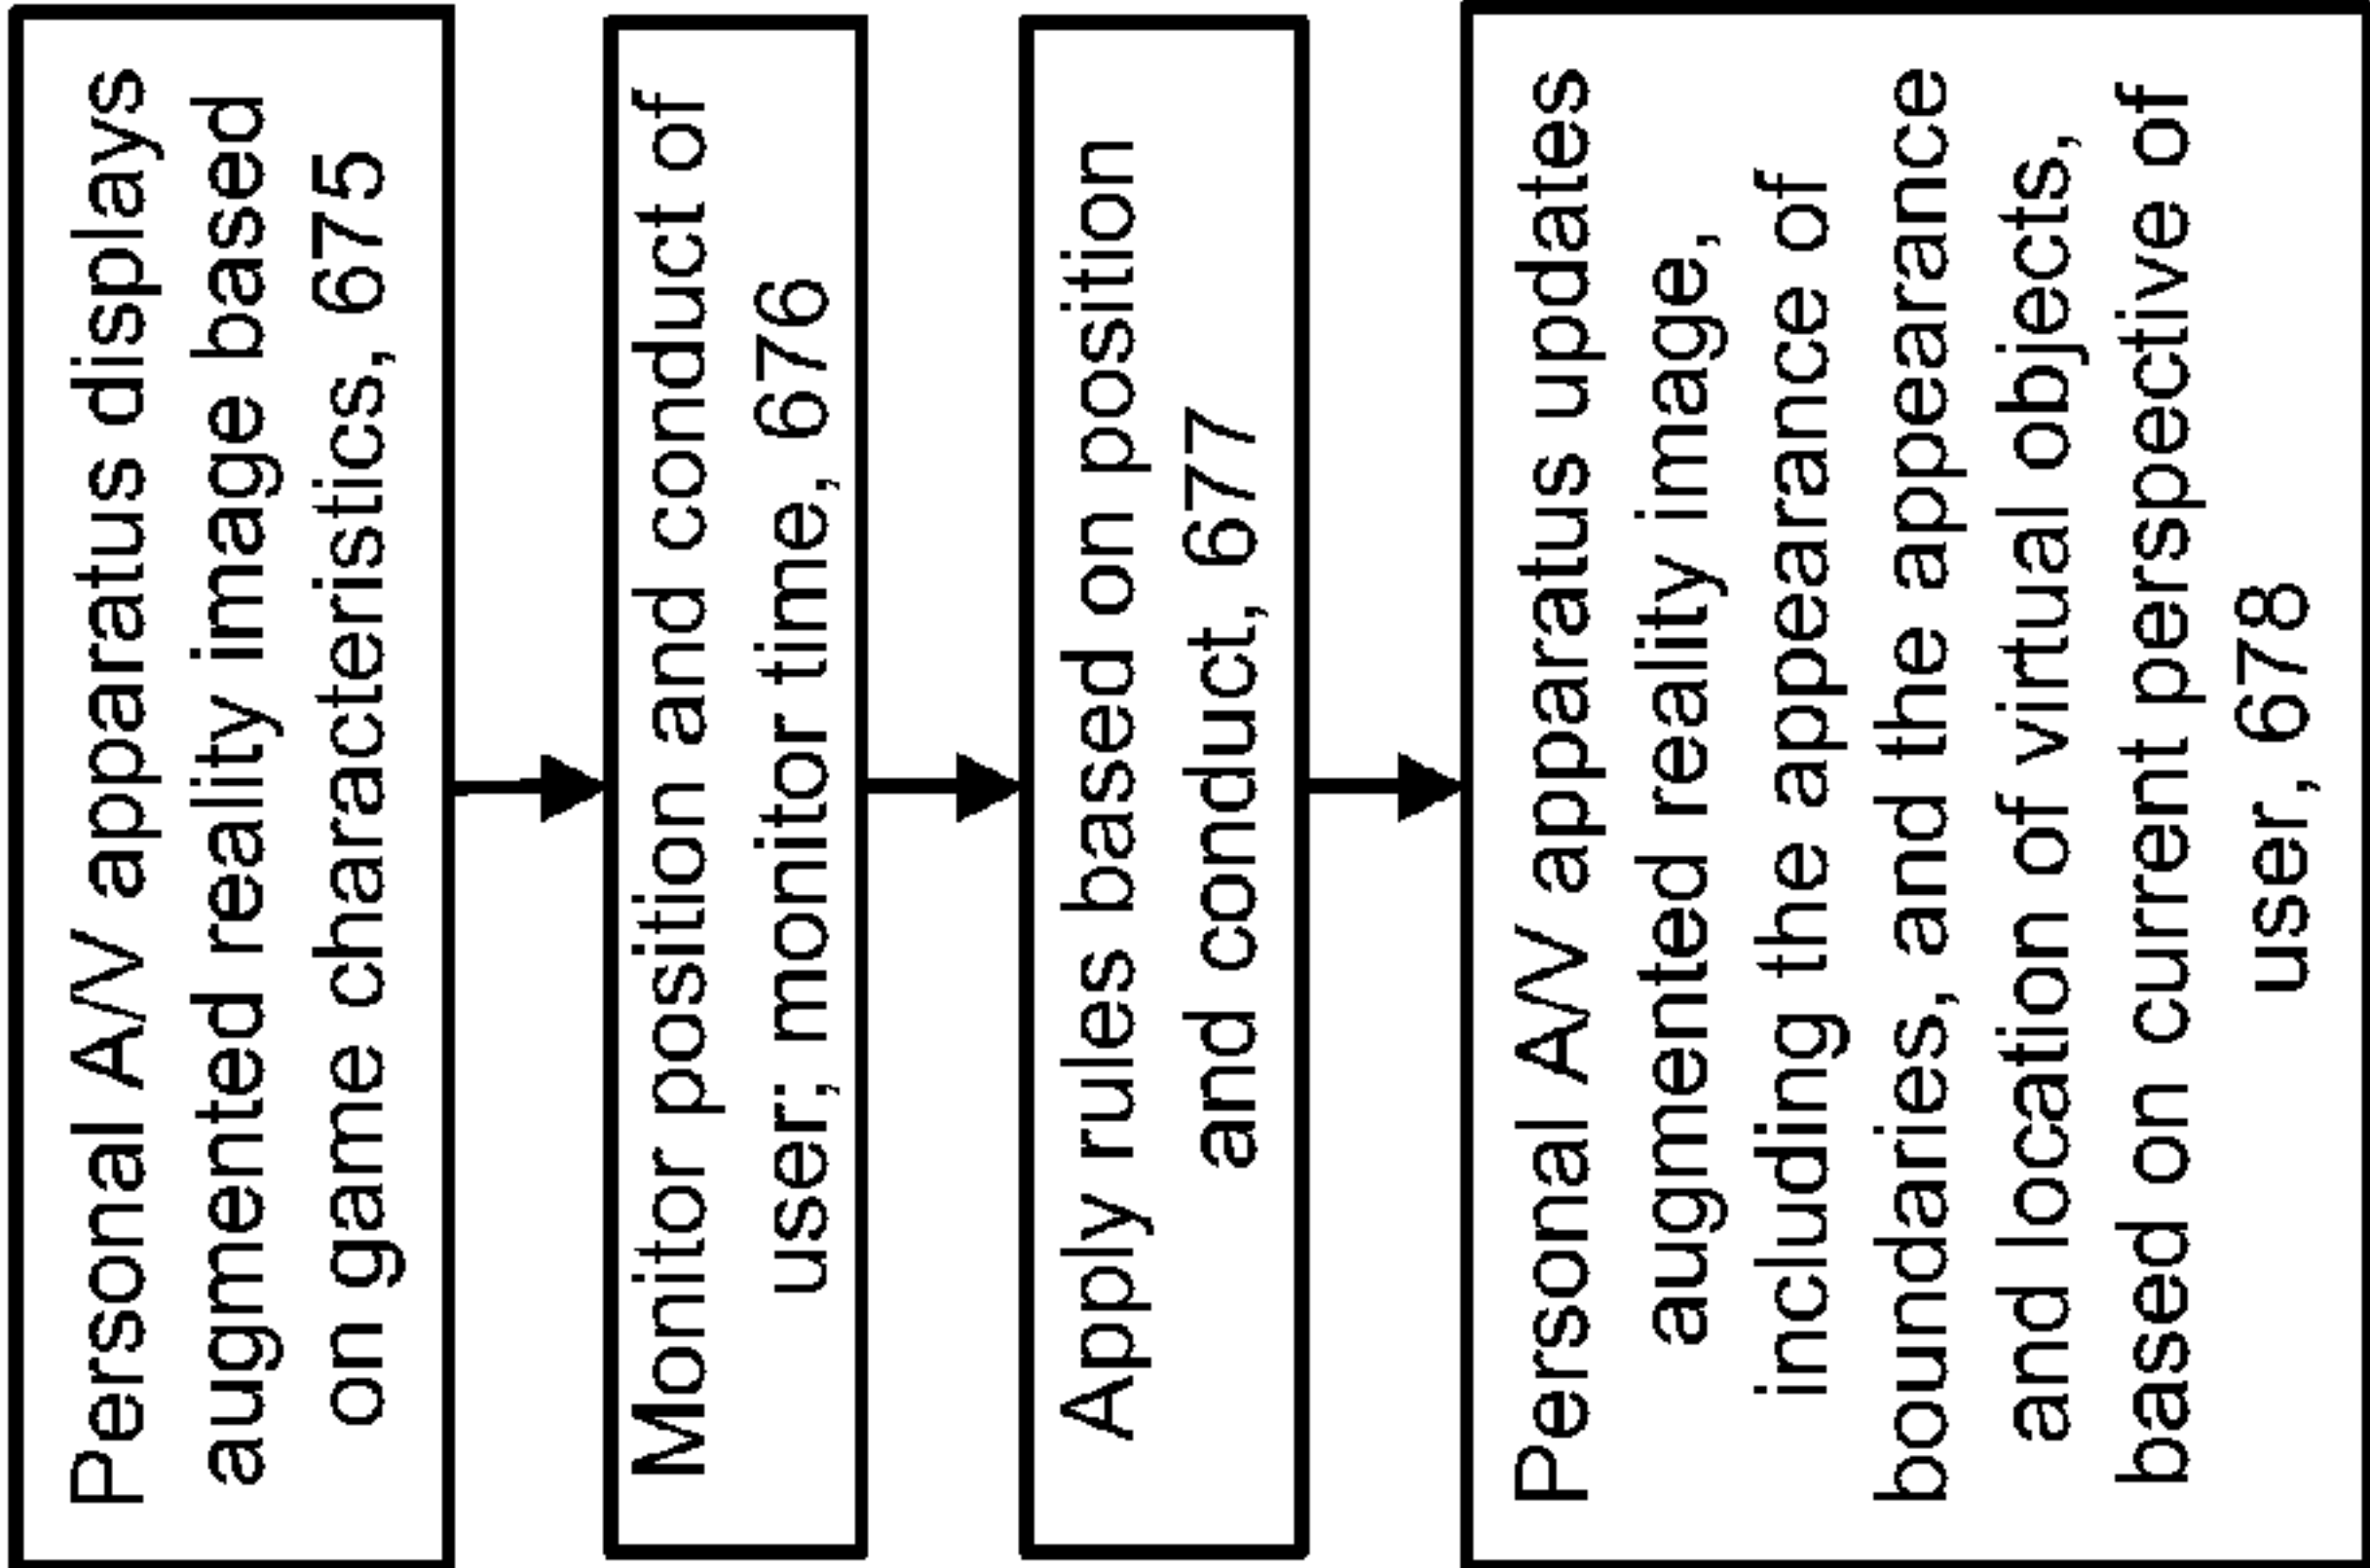 Personal A/V apparatus displays
augmented reality image based
on game characteristics, 675
Monitor position and conduct of
user; monitor time, 676
Apply rules based on position
and conduct, 677
Personal A/V apparatus updates
augmented reality image,
including the appearance of
boundaries, and the appearance
and location of virtual objects,
based on current perspective of
user, 678